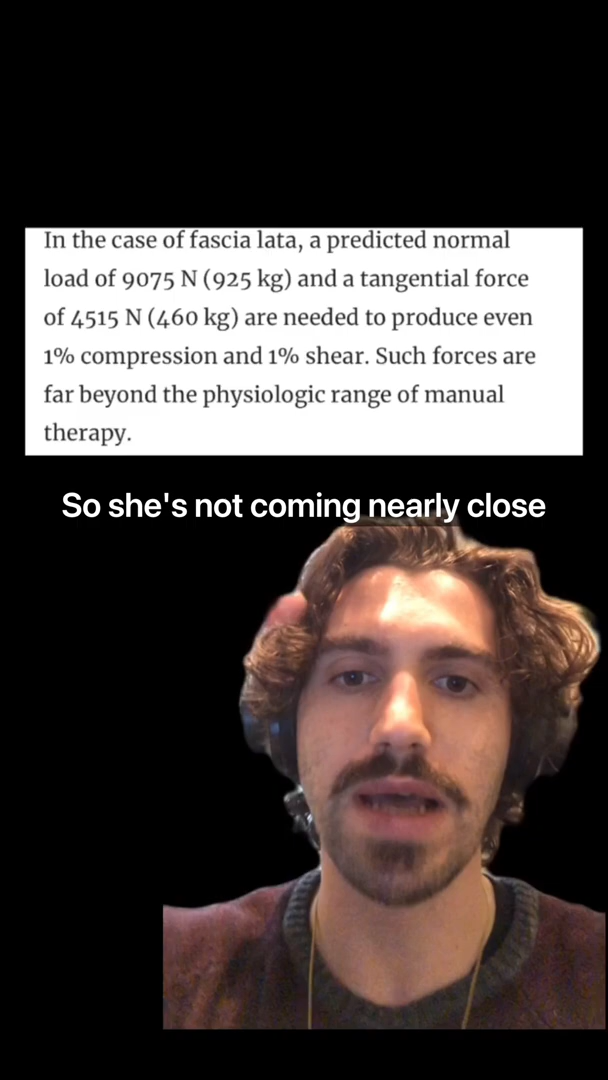 In the case of fascia lata, a predicted normal
load of 9075 N (925 kg) and a tangential force
of 4515 N (460 kg) are needed to produce even
1% compression and 1% shear. Such forces are
far beyond the physiologic range of manual
therapy.
So she's not coming nearly close